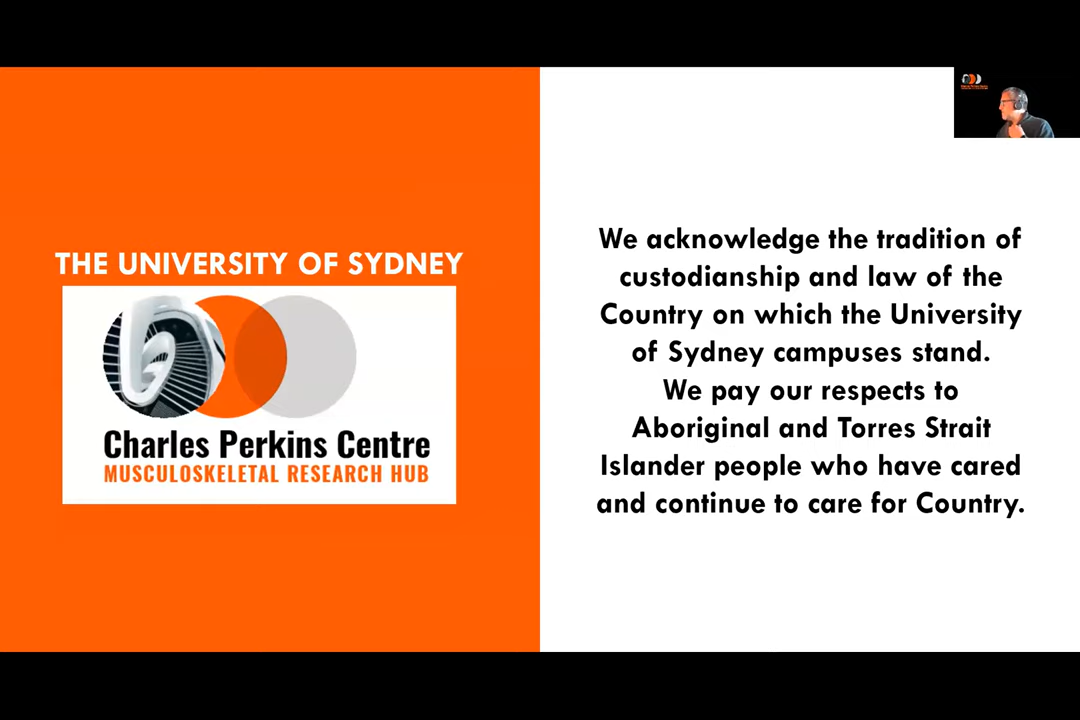 THE UNIVERSITY OF SYDNEY
Charles Perkins Centre
MUSCULOSKELETAL RESEARCH HUB
We acknowledge the tradition of
custodianship and law of the
Country on which the University
of Sydney campuses stand.
We pay our respects to
Aboriginal and Torres Strait
Islander people who have cared
and continue to care for Country.